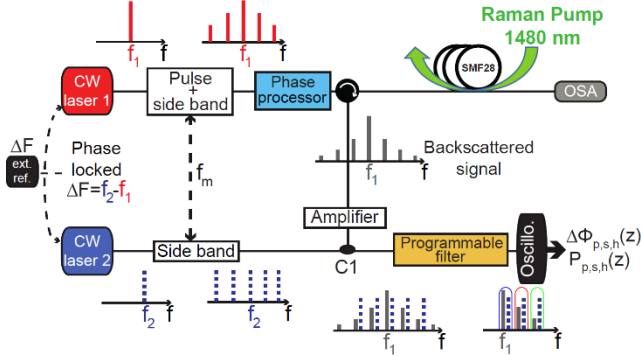 Raman Pump
1480 nm
f₁ f
f₁ f
SMF28
CW
laser 1
Pulse
+
side band
Phase
processor
OSA
ΔF
ext.
ref.
Phase
locked
ΔF=f₂-f₁
fₘ
Backscattered
signal
f₁ f
Amplifier
CW
laser 2
Side band
C1
Programmable
filter
Oscillo.
ΔΦp,s,h(z)
Pp,s,h(z)
f₂ f
f₂ f
f₁ f
f₁ f